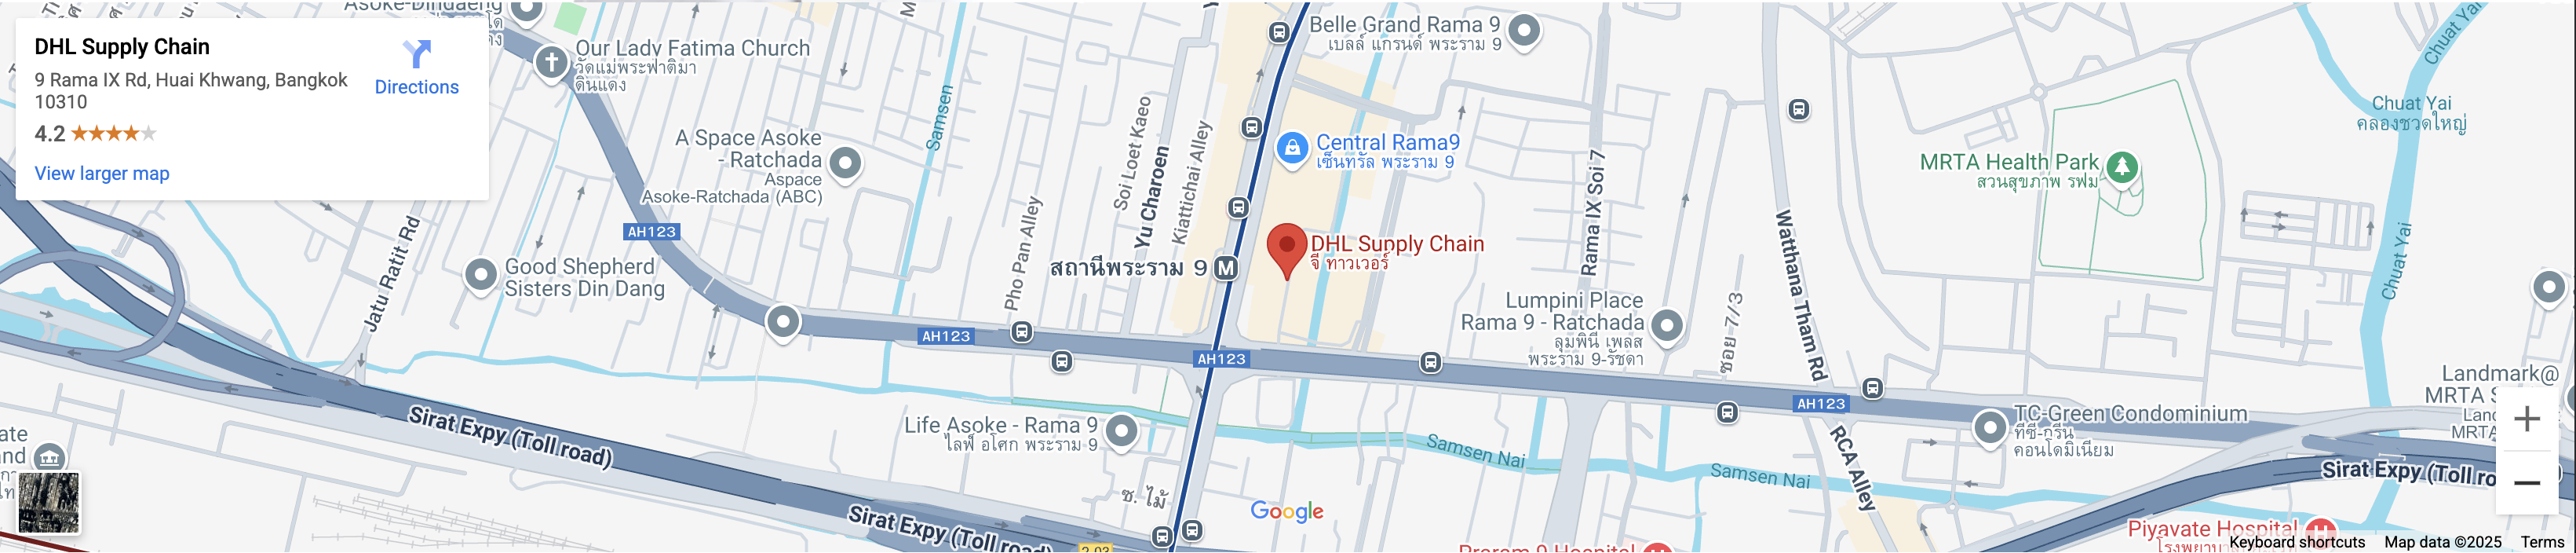 DHL Supply Chain
9 Rama IX Rd, Huai Khwang, Bangkok
10310
4.2
View larger map
Directions
Asoke-Dindaeng
Our Lady Fatima Church
วัดแม่พระฟาติมา
ดินแดง
A Space Asoke
- Ratchada
Aspace
Asoke-Ratchada (ABC)
AH123
Samsen
Soi Loet Kaeo
Yu Charoen
Kiattichai Alley
Pho Pan Alley
Jatu Ratit Rd
Good Shepherd
Sisters Din Dang
Belle Grand Rama 9
เบลล์ แกรนด์ พระราม 9
Central Rama9
เซ็นทรัล พระราม 9
สถานีพระราม 9
M
DHL Supply Chain
จี ทาวเวอร์
Rama IX Soi 7
Lumpini Place
Rama 9 - Ratchada
ลุมพินี เพลส
พระราม 9-รัชดา
ซอย 7/3
Watthana Tham Rd
MRTA Health Park
สวนสุขภาพ รฟม
Chuat Yai
Chuat Yai
คลองชวดใหญ่
Chuat Yai
AH123
AH123
AH123
Landmark@
TC-Green Condominium
ทีซี-กรีน
คอนโดมิเนียม
RCA Alley
Life Asoke - Rama 9
ไลฟ์ อโศก พระราม 9
Samsen Nai
Samsen Nai
Sirat Expy (Toll road)
Sirat Expy (Toll road)
ซ. ไม้
Google
Piyavate Hospital
Praram 9 Hospital
Keyboard shortcuts
Map data ©2025
Terms